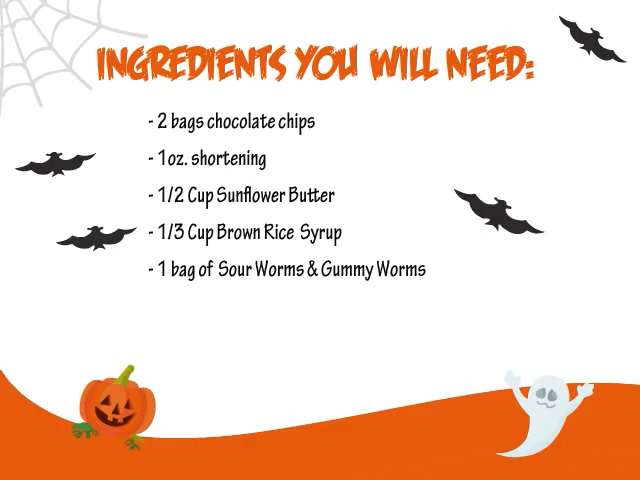 INGREDIENTS YOU WILL NEED:
- 2 bags chocolate chips
- 1oz. shortening
- 1/2 Cup Sunflower Butter
- 1/3 Cup Brown Rice Syrup
- 1 bag of Sour Worms & Gummy Worms